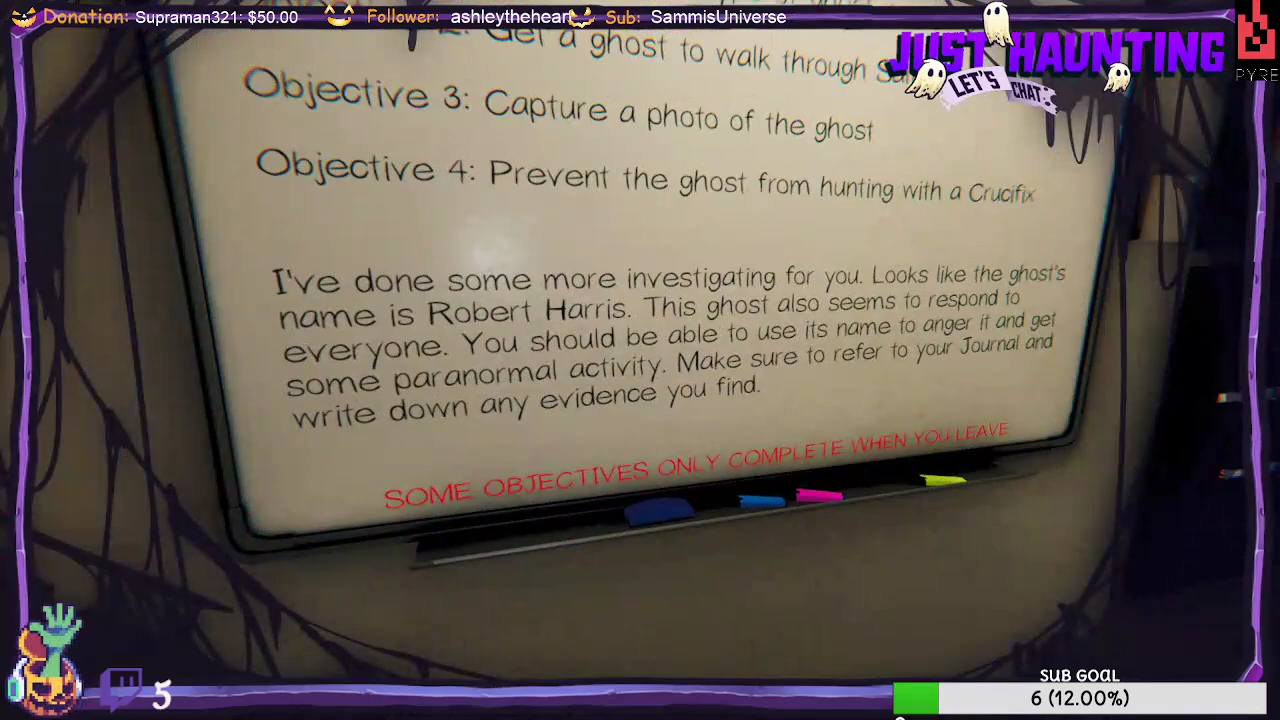 Donation: Supraman321: $50.00 Follower: ashleytheheart Sub: SammisUniverse
JUST HAUNTING
LET'S CHAT
PYRE
2: Get a ghost to walk through
Objective 3: Capture a photo of the ghost
Objective 4: Prevent the ghost from hunting with a Crucifix
I've done some more investigating for you. Looks like the ghost's
name is Robert Harris. This ghost also seems to respond to
everyone. You should be able to use its name to anger it and get
some paranormal activity. Make sure to refer to your Journal and
write down any evidence you find.
SOME OBJECTIVES ONLY COMPLETE WHEN YOU LEAVE
5
SUB GOAL
6 (12.00%)